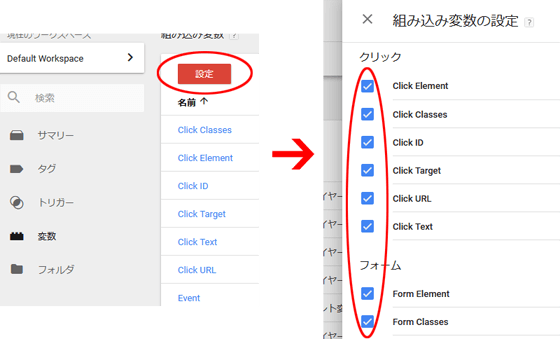 現在のワークスペース
Default Workspace
検索
サマリー
タグ
トリガー
変数
フォルダ
組み込み変数 ?
設定
名前
Click Classes
Click Element
Click ID
Click Target
Click Text
Click URL
Event
組み込み変数の設定 ?
クリック
Click Element
Click Classes
Click ID
Click Target
Click URL
Click Text
フォーム
Form Element
Form Classes
イヤー
イヤー
イヤー
イヤー
ント変
イヤー